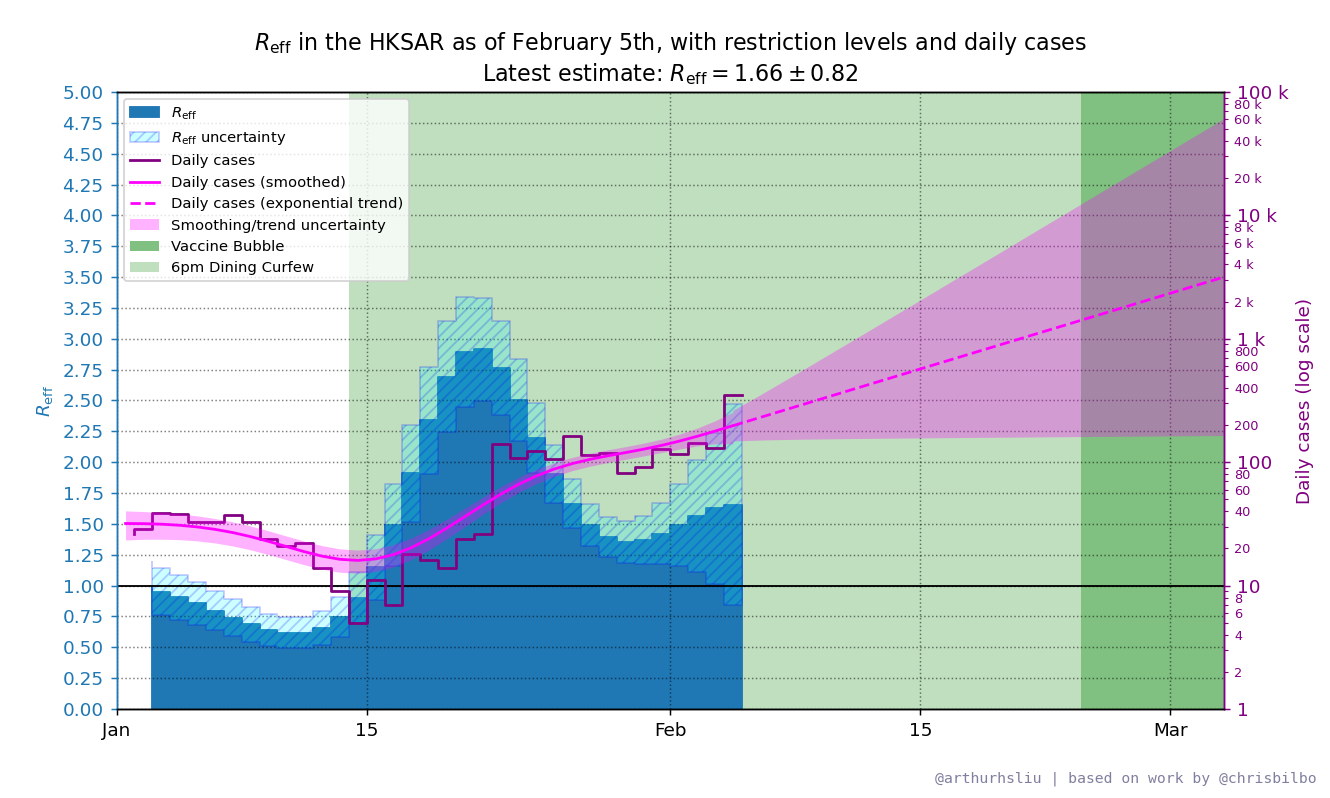 Reff in the HKSAR as of February 5th, with restriction levels and daily cases
Latest estimate: Reff = 1.66 ± 0.82
Reff
Reff uncertainty
Daily cases
Daily cases (smoothed)
Daily cases (exponential trend)
Smoothing/trend uncertainty
Vaccine Bubble
6pm Dining Curfew
5.00
4.75
4.50
4.25
4.00
3.75
3.50
3.25
3.00
2.75
2.50
2.25
2.00
1.75
1.50
1.25
1.00
0.75
0.50
0.25
0.00
Reff
100 k
80 k
60 k
40 k
20 k
10 k
8 k
6 k
4 k
2 k
1 k
800
600
400
200
100
80
60
40
20
10
8
6
4
2
1
Daily cases (log scale)
Jan 15 Feb 15 Mar
@arthurhsliu | based on work by @chrisbilbo